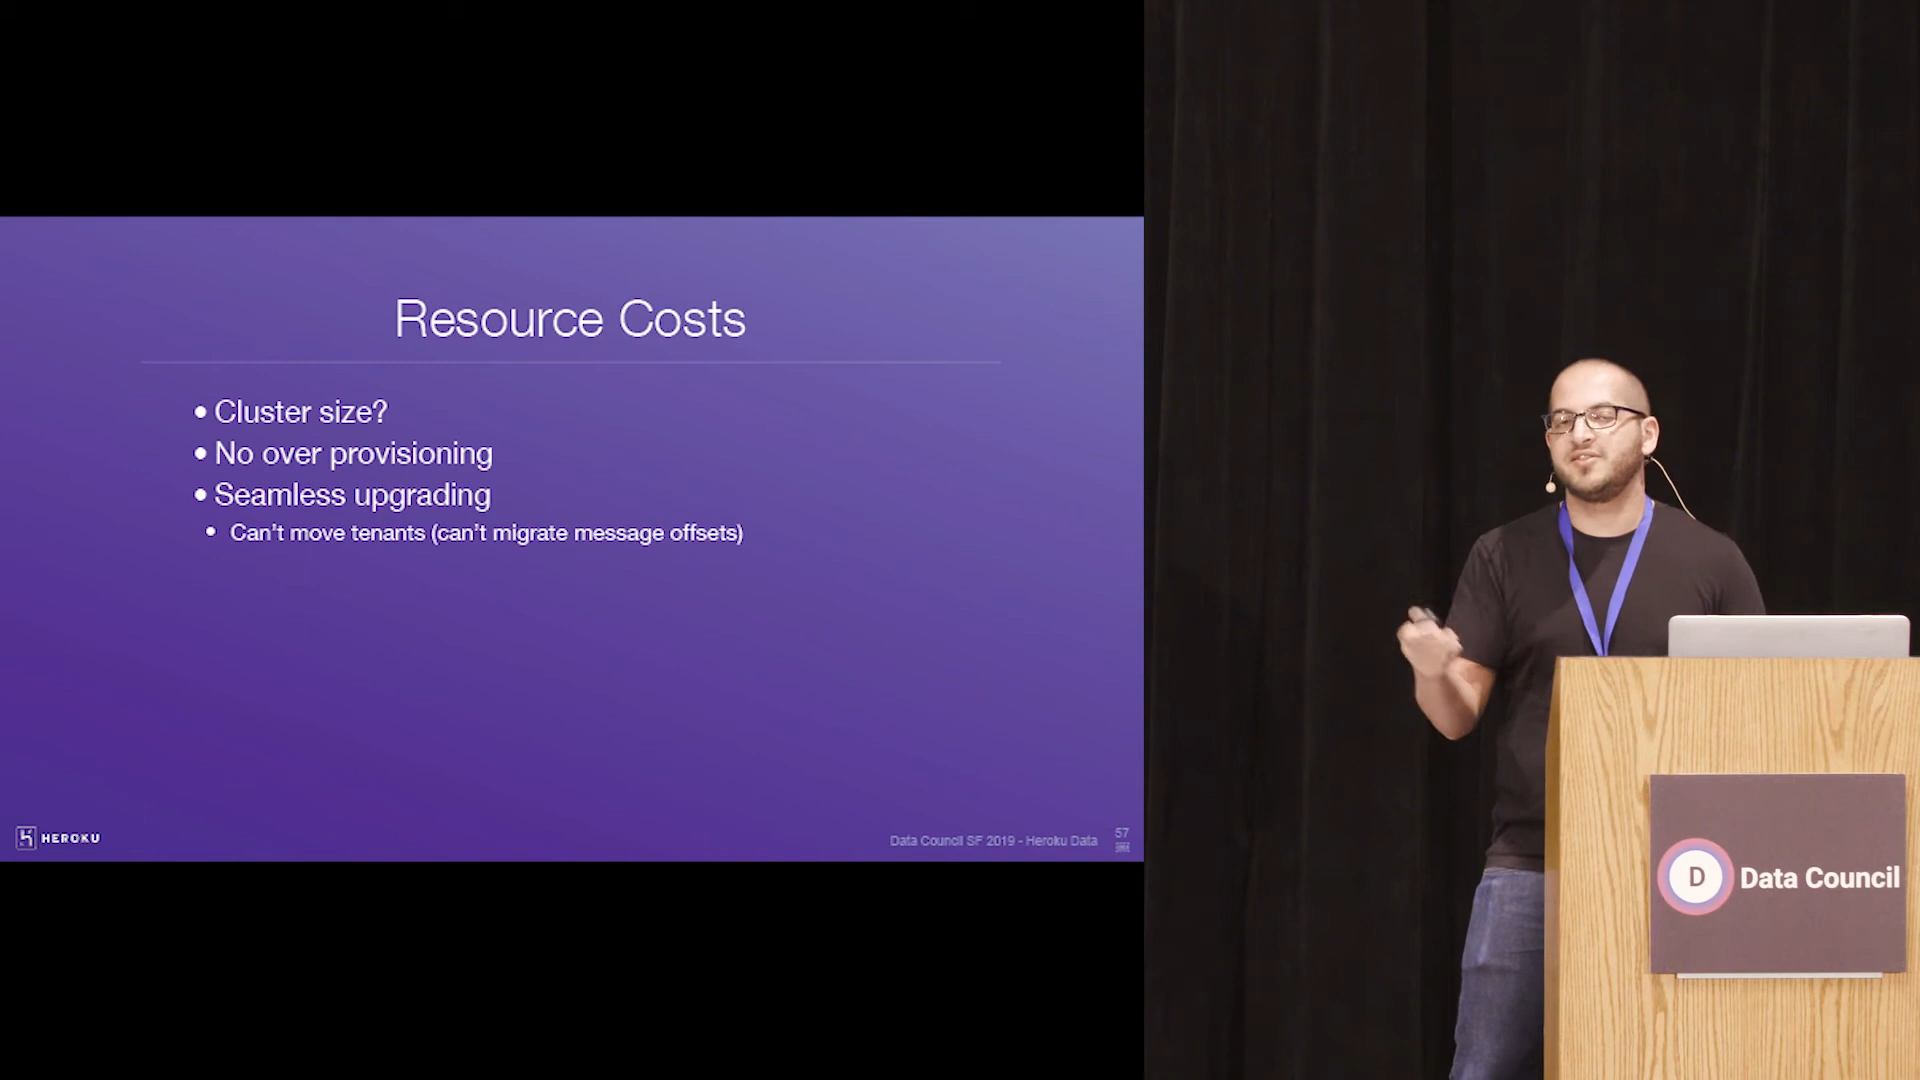 Resource Costs
• Cluster size?
• No over provisioning
• Seamless upgrading
• Can't move tenants (can't migrate message offsets)
HEROKU
Data Council SF 2019 - Heroku Data
57
D Data Council